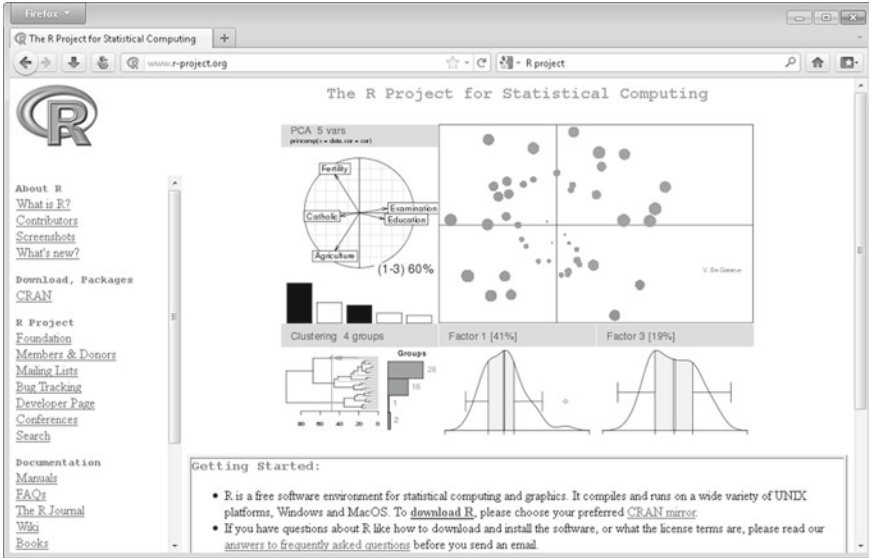 Firefox
The R Project for Statistical Computing
www.r-project.org
R project
R
About R
What is R?
Contributors
Screenshots
What's new?
Download, Packages
CRAN
R Project
Foundation
Members & Donors
Mailing Lists
Bug Tracking
Developer Page
Conferences
Search
Documentation
Manuals
FAQs
The R Journal
Wiki
Books
The R Project for Statistical Computing
PCA 5 vars
princomp(x = data, cor = cor)
Fertility
Catholic
Examination
Education
Agriculture
(1-3) 60%
Clustering 4 groups
Factor 1 [41%]
Factor 3 [19%]
Groups
28
16
1
2
80 60 40 20 0
Getting Started:
• R is a free software environment for statistical computing and graphics. It compiles and runs on a wide variety of UNIX
platforms, Windows and MacOS. To download R, please choose your preferred CRAN mirror.
• If you have questions about R like how to download and install the software, or what the license terms are, please read our
answers to frequently asked questions before you send an email.